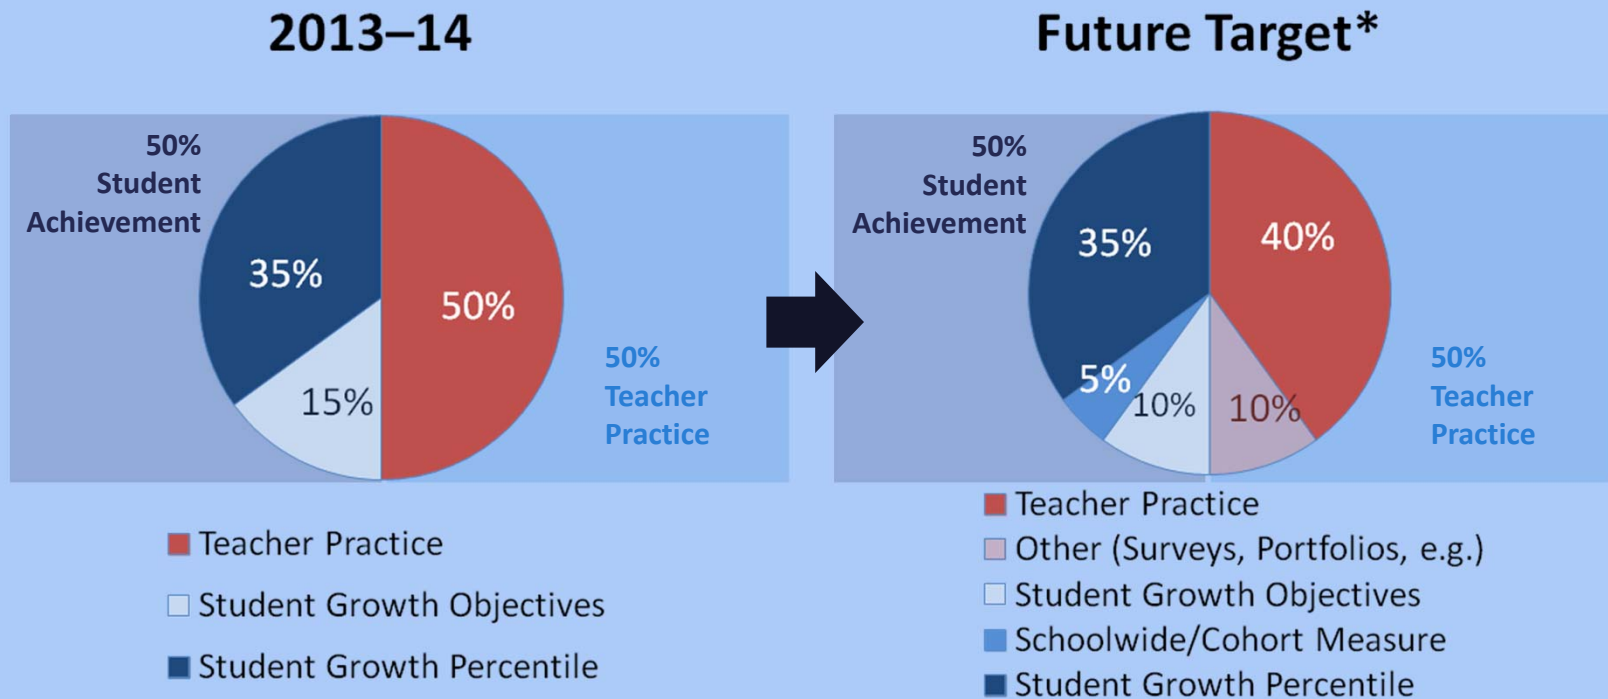 2013–14
50%
Student
Achievement
35%
50%
15%
50%
Teacher
Practice
Teacher Practice
Student Growth Objectives
Student Growth Percentile
Future Target*
50%
Student
Achievement
35%
40%
5%
10%
10%
50%
Teacher
Practice
Teacher Practice
Other (Surveys, Portfolios, e.g.)
Student Growth Objectives
Schoolwide/Cohort Measure
Student Growth Percentile